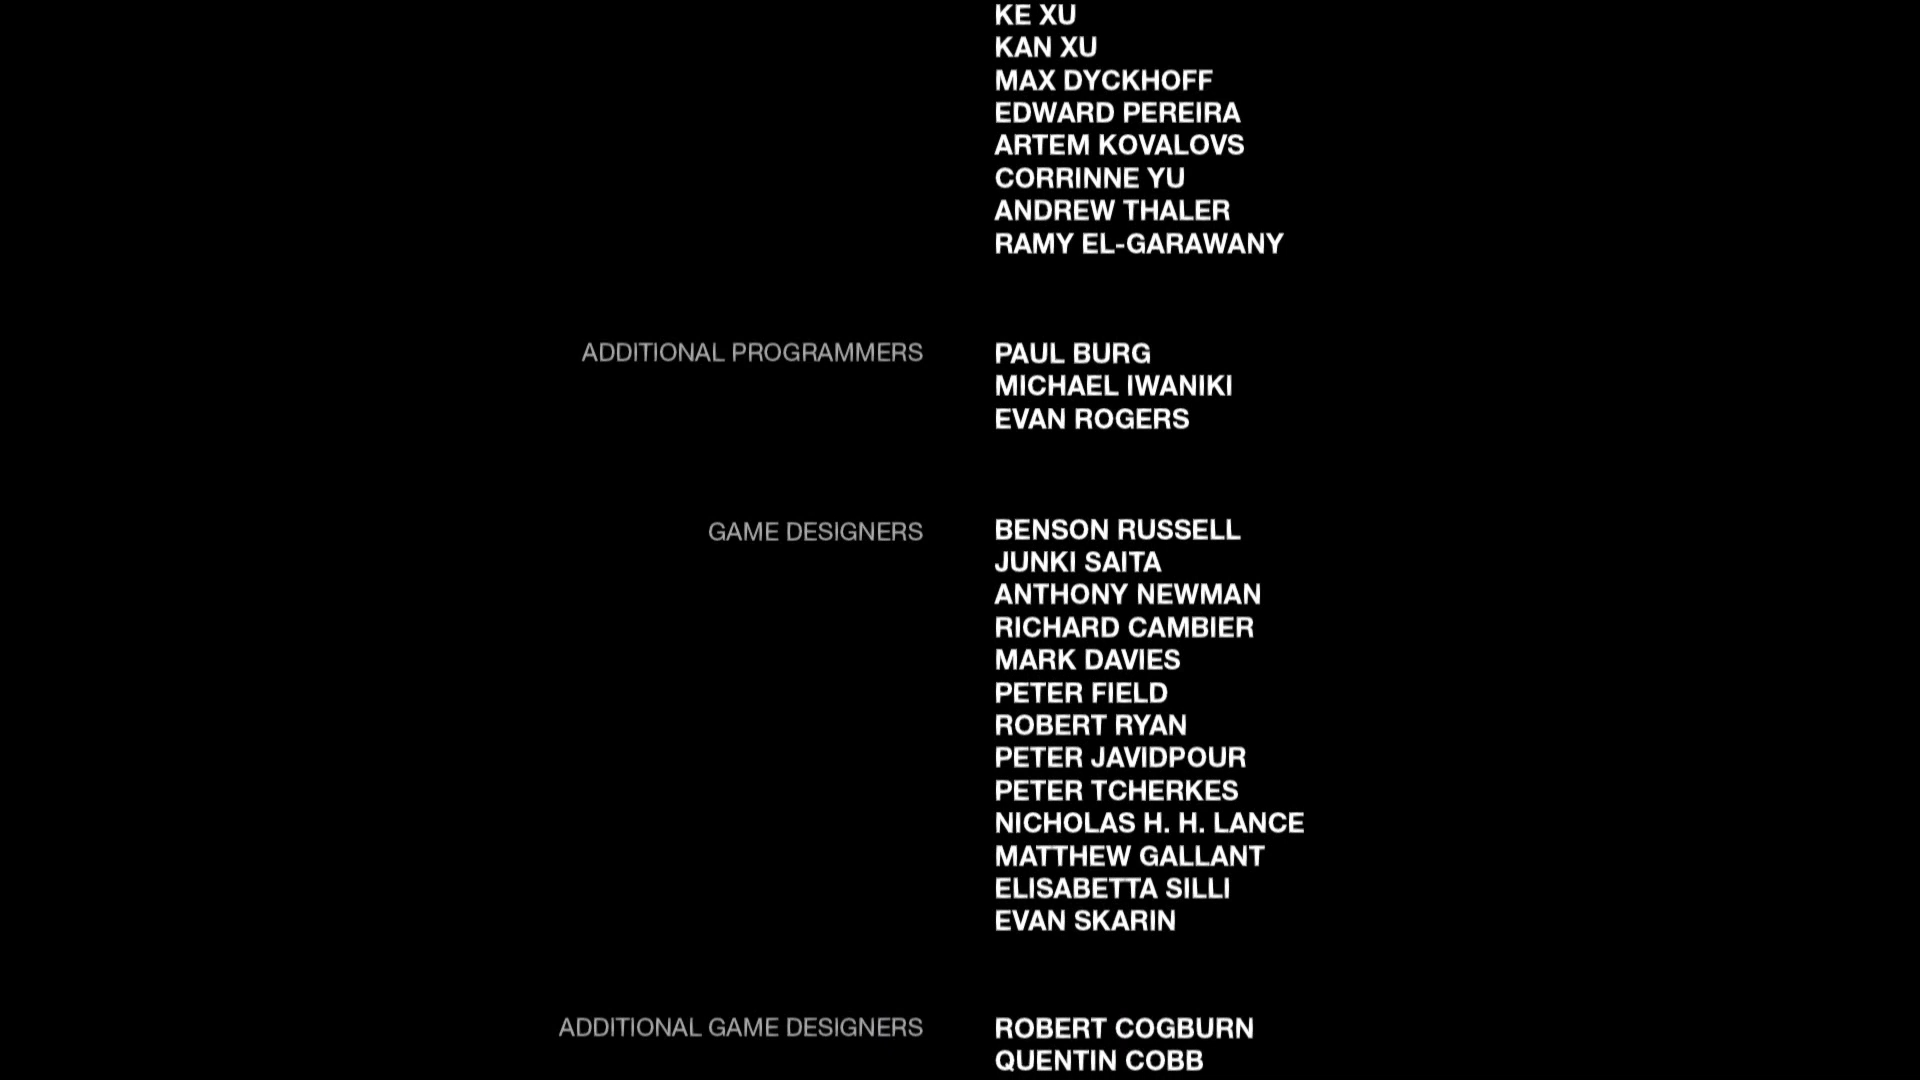 KE XU
KAN XU
MAX DYCKHOFF
EDWARD PEREIRA
ARTEM KOVALOVS
CORRINNE YU
ANDREW THALER
RAMY EL-GARAWANY
ADDITIONAL PROGRAMMERS PAUL BURG
MICHAEL IWANIKI
EVAN ROGERS
GAME DESIGNERS BENSON RUSSELL
JUNKI SAITA
ANTHONY NEWMAN
RICHARD CAMBIER
MARK DAVIES
PETER FIELD
ROBERT RYAN
PETER JAVIDPOUR
PETER TCHERKES
NICHOLAS H. H. LANCE
MATTHEW GALLANT
ELISABETTA SILLI
EVAN SKARIN
ADDITIONAL GAME DESIGNERS ROBERT COGBURN
QUENTIN COBB